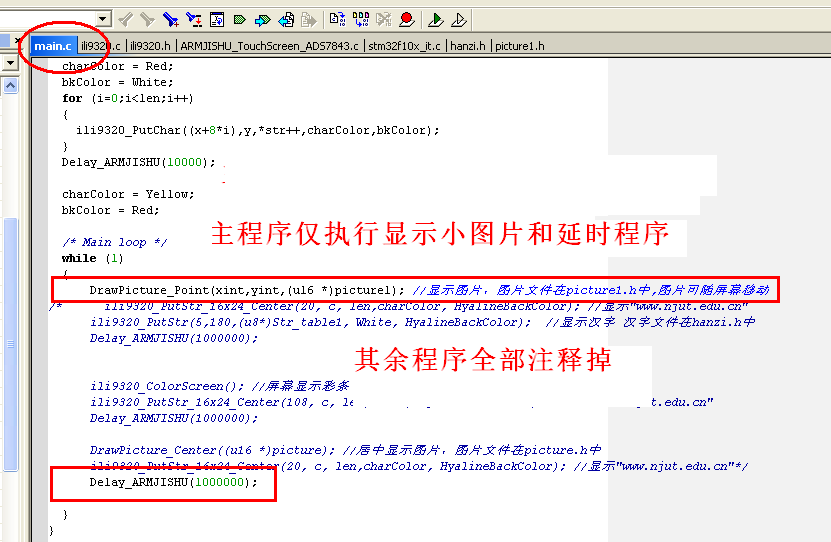 main.c ili9320.c ili9320.h ARMJISHU_TouchScreen_ADS7843.c stm32f10x_it.c hanzi.h picture1.h
charColor = Red;
bkColor = White;
for (i=0;i<len;i++)
{
ili9320_PutChar((x+8*i),y,*str++,charColor,bkColor);
}
Delay_ARMJISHU(10000);
charColor = Yellow;
bkColor = Red;
主程序仅执行显示小图片和延时程序
/* Main loop */
while (1)
{
DrawPicture_Point(xint,yint,(u16 *)picture1); //显示图片，图片文件在picture1.h中,图片可随屏幕移动
/* ili9320_PutStr_16x24_Center(20, c, len,charColor, HyalineBackColor); //显示"www.njut.edu.cn"
ili9320_PutStr(5,180,(u8*)Str_table1, White, HyalineBackColor); //显示汉字 汉字文件在hanzi.h中
Delay_ARMJISHU(1000000);
其余程序全部注释掉
ili9320_ColorScreen(); //屏幕显示彩条
ili9320_PutStr_16x24_Center(108, c, le jt.edu.cn"
Delay_ARMJISHU(1000000);
DrawPicture_Center((u16 *)picture); //居中显示图片，图片文件在picture.h中
ili9320_PutStr_16x24_Center(20, c, len,charColor, HyalineBackColor); //显示"www.njut.edu.cn"*/
Delay_ARMJISHU(1000000);
}
}